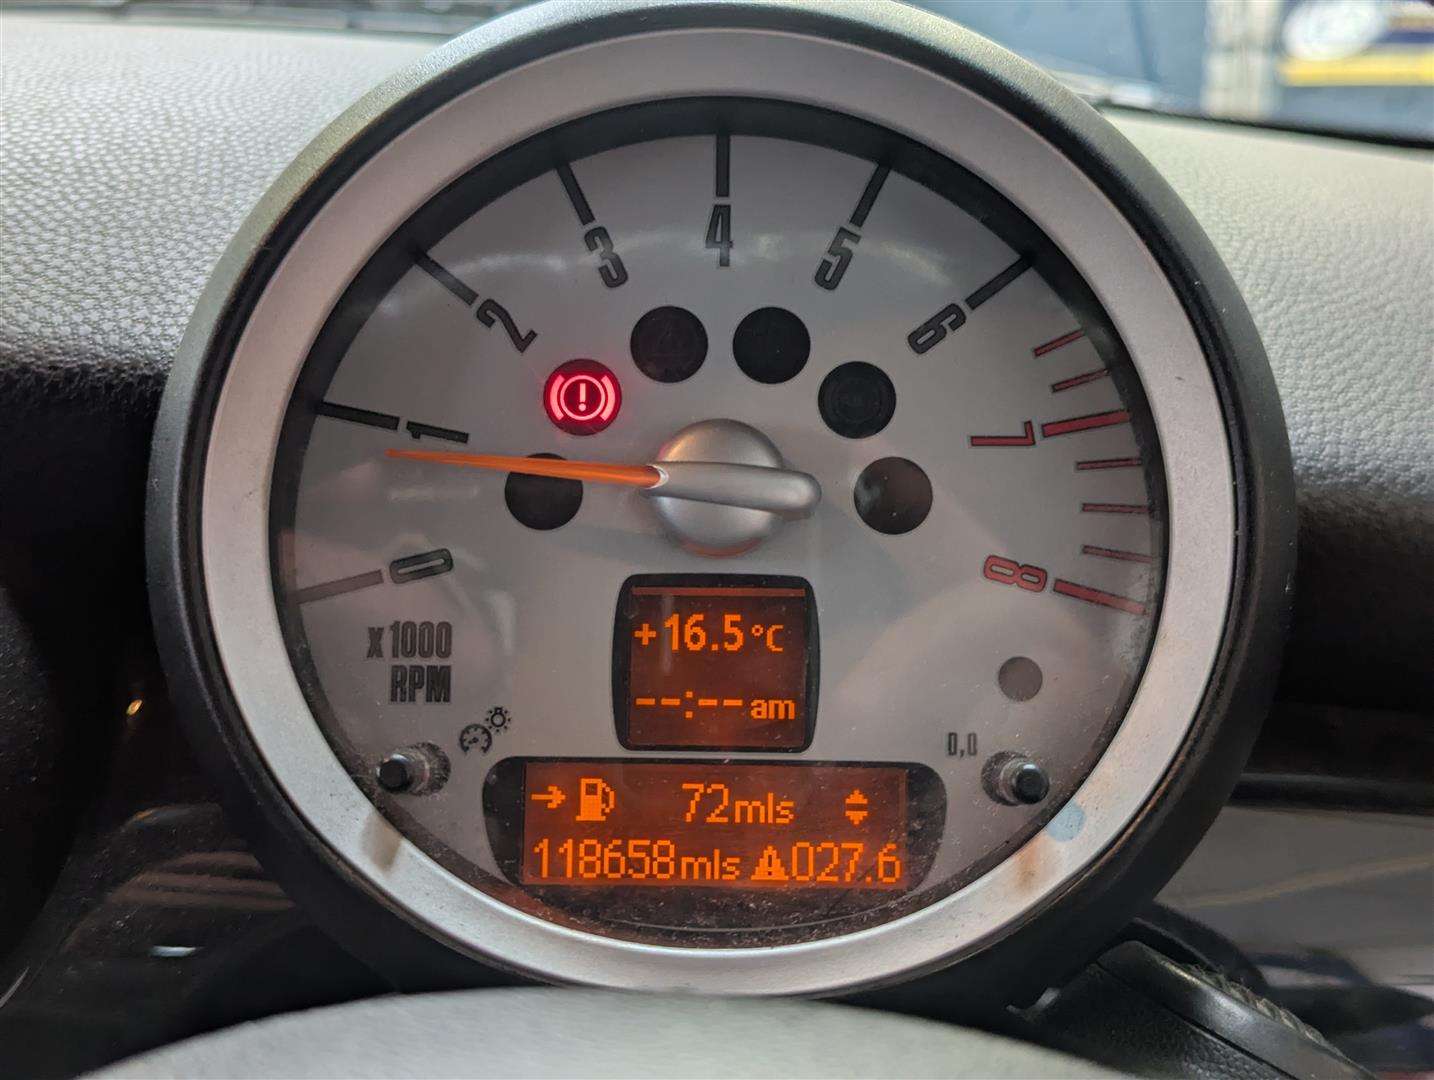 0
1
2
3
4
5
6
7
8
x1000
RPM
+16.5°C
--:--am
0,0
→ 72mls
118658mls 027.6